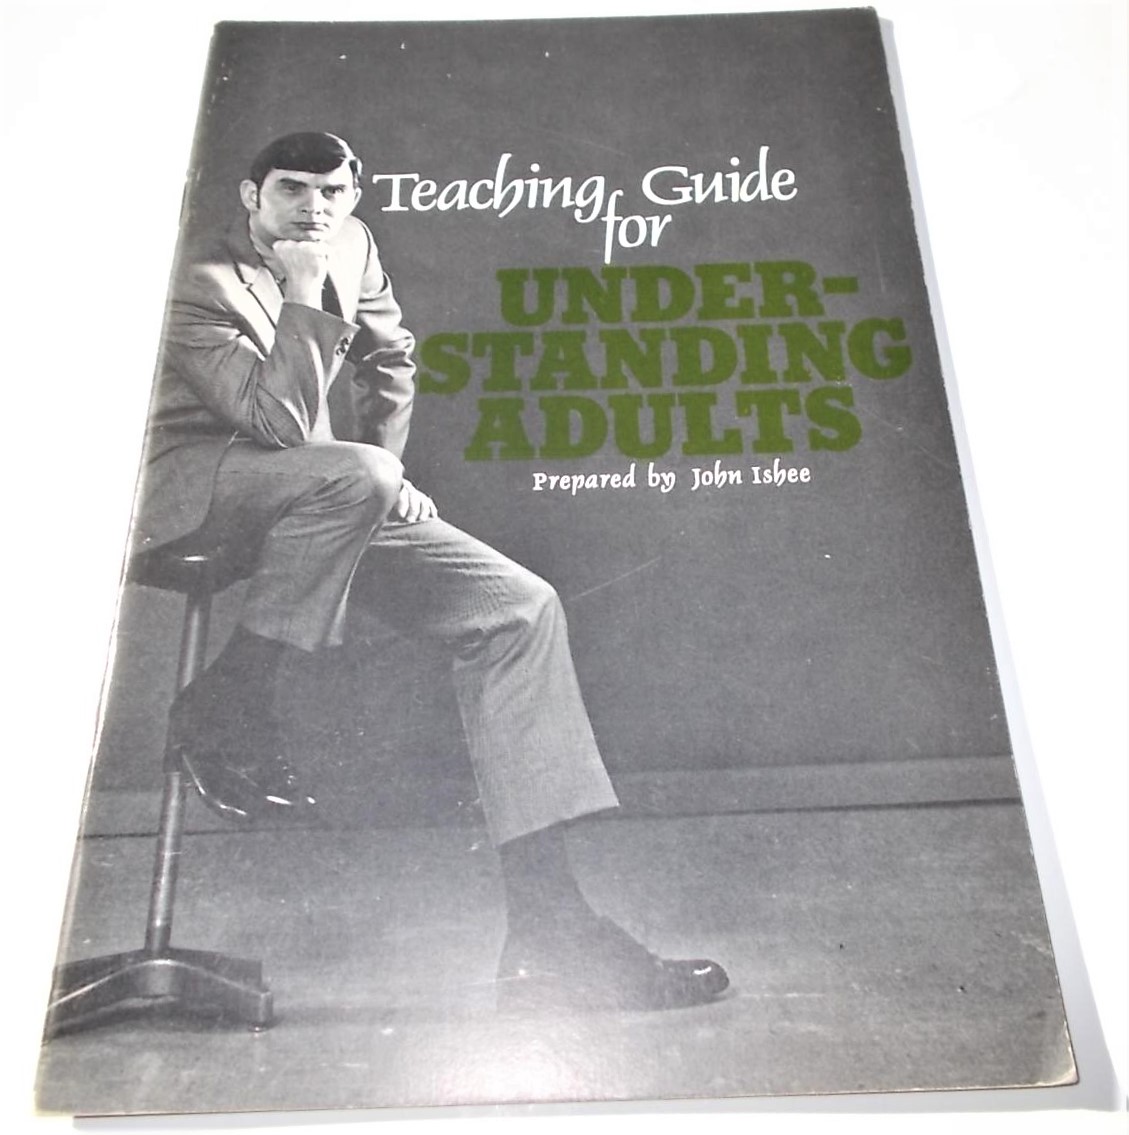 Teaching Guide
for
UNDER-
STANDING
ADULTS
Prepared by John Ishee